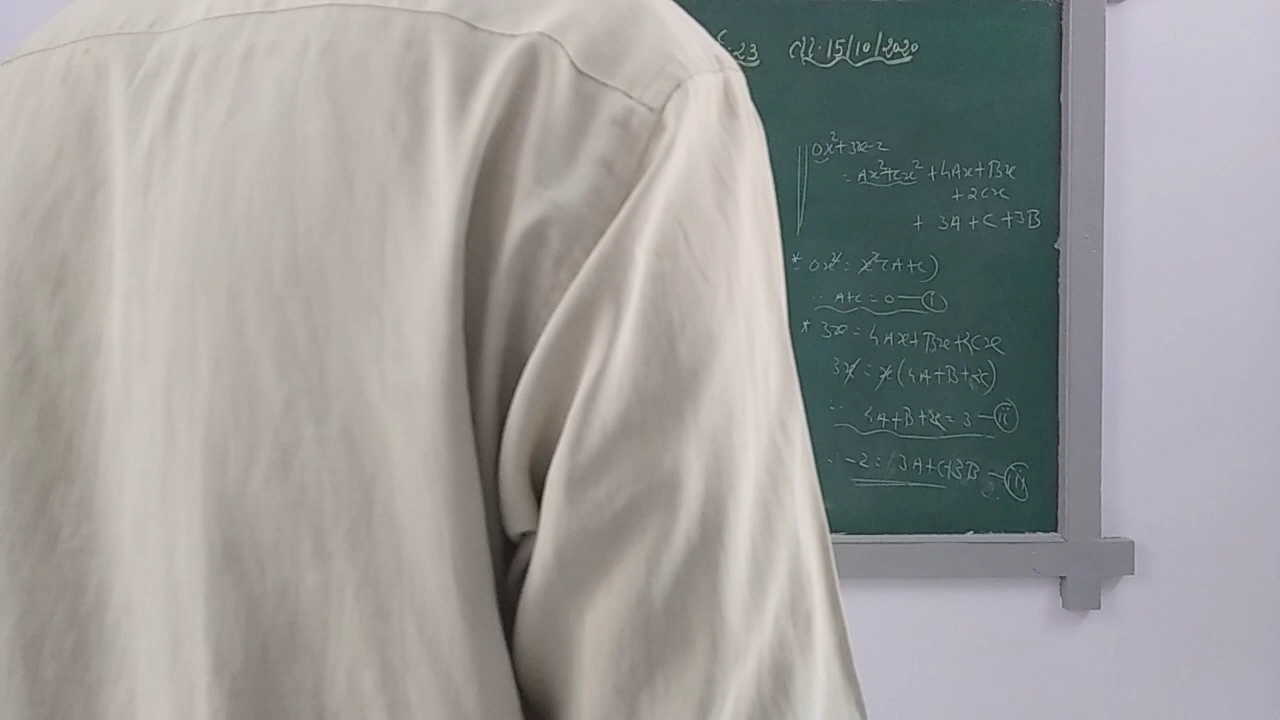 :23 તા.15/10/2020
0x²+3x-2
= Ax²+Cx² + 4Ax+Bx
+2Cx
+ 3A+C+3B
* 0x² = x²(A+C)
∴ A+C = 0 — (i)
* 3x = 4Ax+Bx+2Cx
3x = x(4A+B+2C)
∴ 4A+B+2C = 3 — (ii)
∴ -2 = 3A+C+3B — (iii)